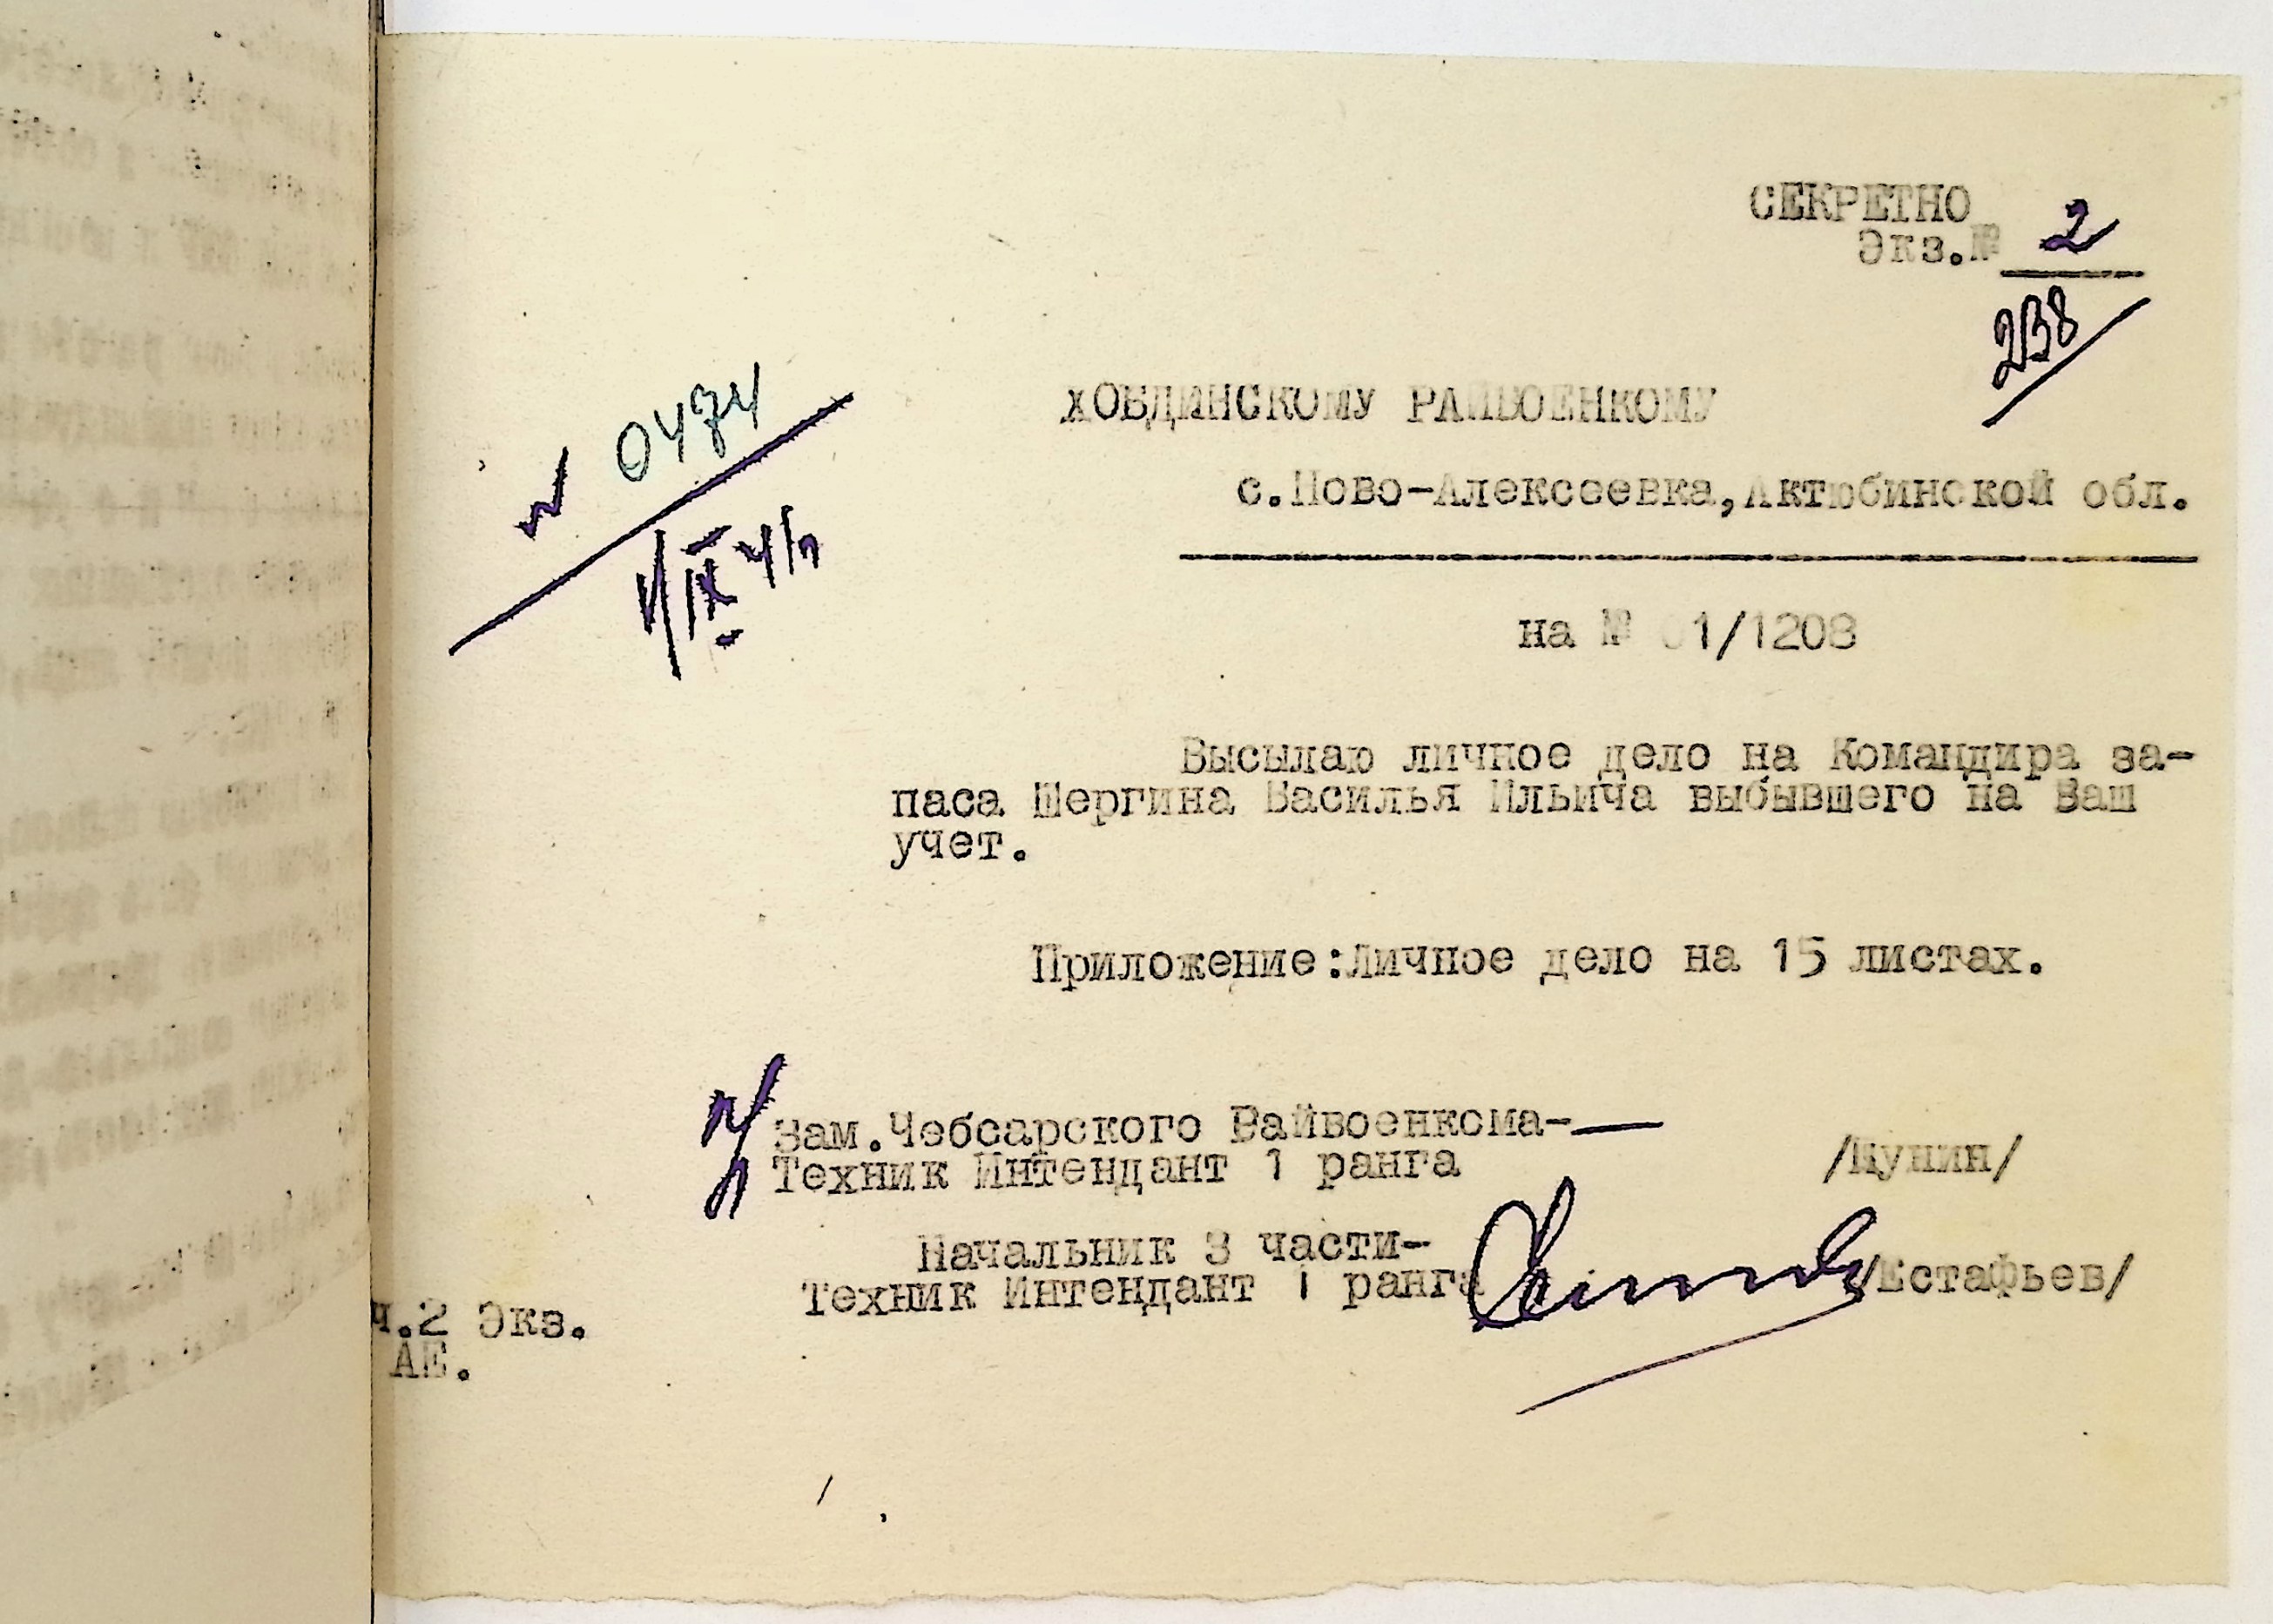 СЕКРЕТНО
Экз.№ 2
238
№ 0474
4/IX 41г
ХОБДИНСКОМУ РАЙВОЕНКОМУ
с.Ново-Алексеевка,Актюбинской обл.
на № 01/1208
Высылаю личное дело на Командира за-
паса Шергина Василья Ильича выбывшего на Ваш
учет.
Приложение:Личное дело на 15 листах.
Зам.Чебсарского Райвоенкома-
Техник Интендант 1 ранга
/Кунин/
Начальник 3 части-
Техник Интендант 1 ранга
/Естафьев/
ч.2 Экз.
АЕ.